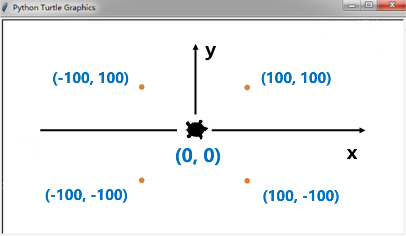 Python Turtle Graphics
y
(-100, 100)
(100, 100)
(0, 0)
x
(-100, -100)
(100, -100)